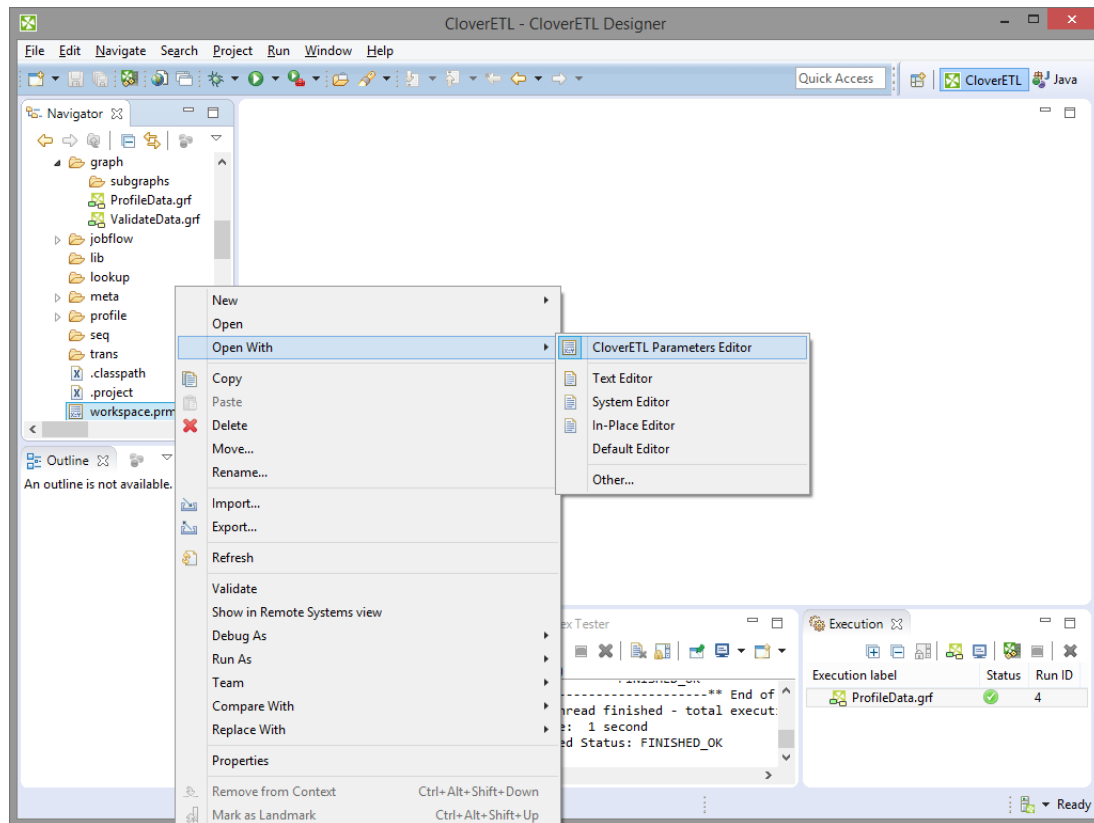 CloverETL - CloverETL Designer
File Edit Navigate Search Project Run Window Help
Quick Access
CloverETL
Java
Navigator
graph
subgraphs
ProfileData.grf
ValidateData.grf
jobflow
lib
lookup
meta
profile
seq
trans
.classpath
.project
workspace.prm
Outline
An outline is not available.
New
Open
Open With
Copy
Paste
Delete
Move...
Rename...
Import...
Export...
Refresh
Validate
Show in Remote Systems view
Debug As
Run As
Team
Compare With
Replace With
Properties
Remove from Context Ctrl+Alt+Shift+Down
Mark as Landmark Ctrl+Alt+Shift+Up
CloverETL Parameters Editor
Text Editor
System Editor
In-Place Editor
Default Editor
Other...
ex Tester
--------------------** End of
hread finished - total execut:
e: 1 second
ed Status: FINISHED_OK
Execution
Execution label Status Run ID
ProfileData.grf 4
Ready